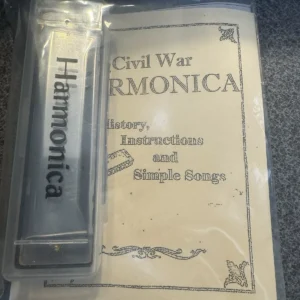 Harmonica
Civil War
RMONICA
istory,
Instructions
and
Simple Songs